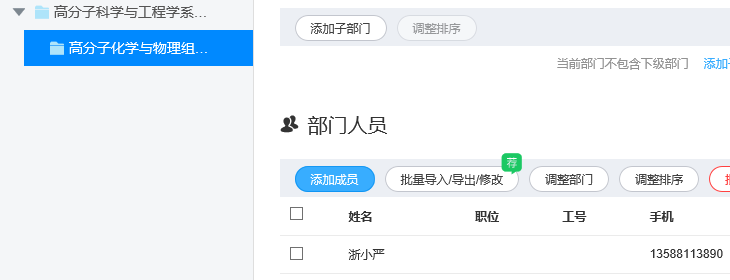 高分子科学与工程学系...
高分子化学与物理组...
添加子部门 调整排序
当前部门不包含下级部门 添加
部门人员
荐
添加成员 批量导入/导出/修改 调整部门 调整排序
姓名 职位 工号 手机
浙小严 13588113890